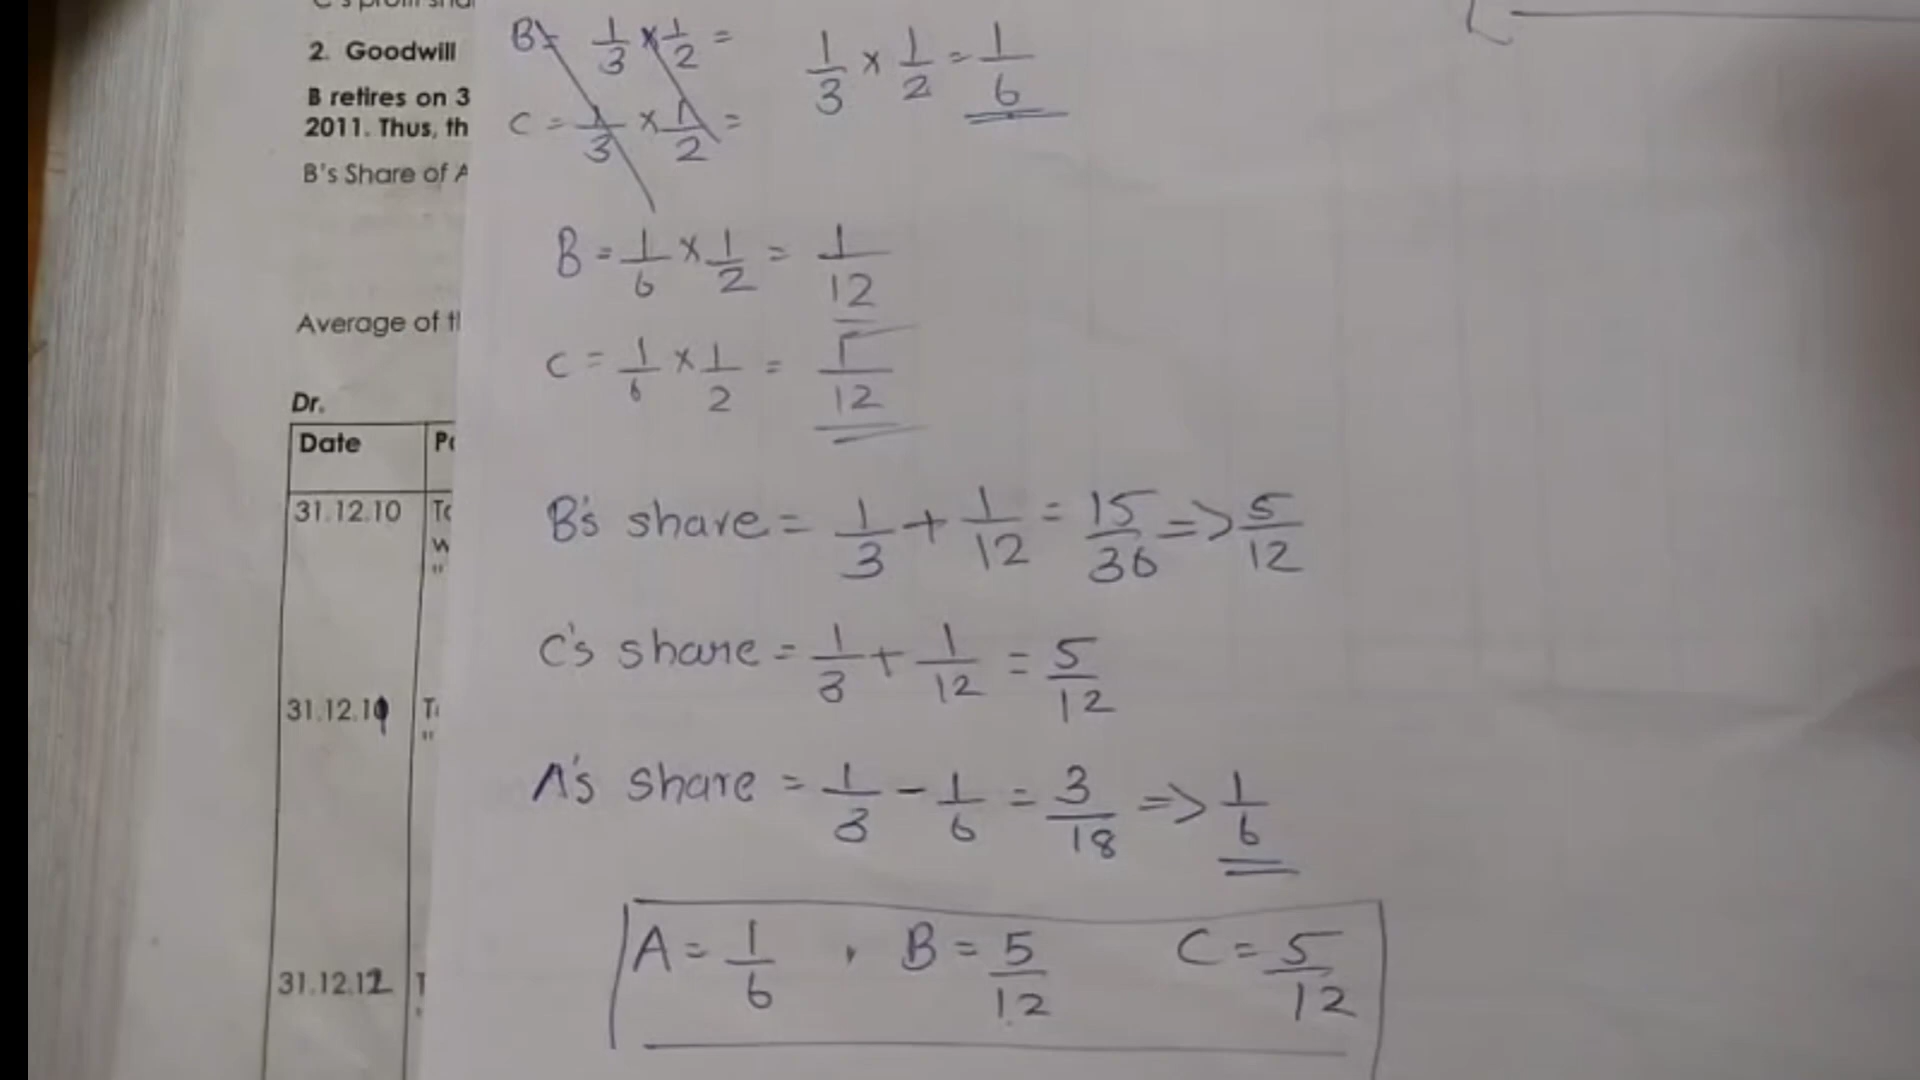 2. Goodwill
B retires on 3
2011. Thus, th
B's Share of A
Average of th
Dr.
Date
31.12.10 To
31.12.11
31.12.12
B = 1/3 × 1/2 =
C = 1/3 × 1/2 =
1/3 × 1/2 = 1/6
B = 1/6 × 1/2 = 1/12
C = 1/6 × 1/2 = 1/12
B's share = 1/3 + 1/12 = 15/36 => 5/12
C's share = 1/3 + 1/12 = 5/12
A's share = 1/3 - 1/6 = 3/18 => 1/6
A = 1/6 , B = 5/12 C = 5/12